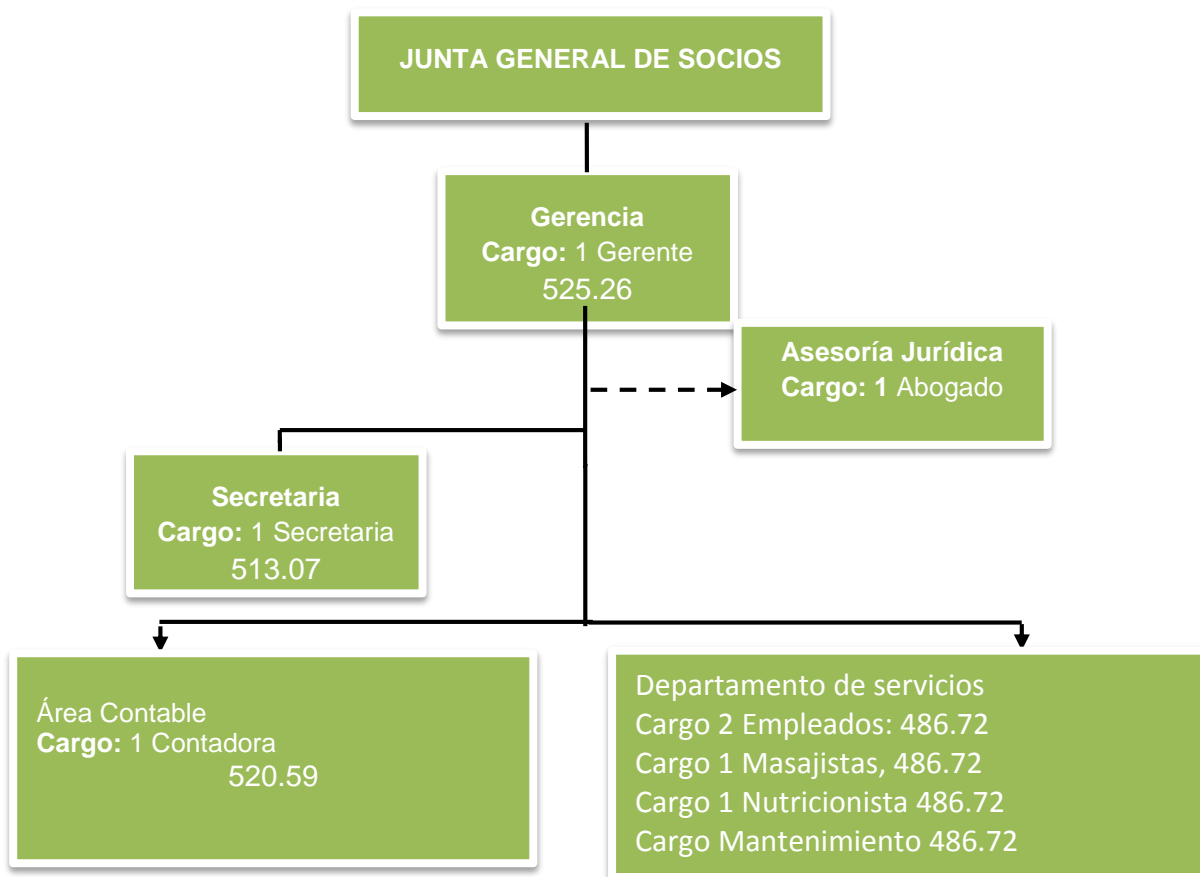 JUNTA GENERAL DE SOCIOS
Gerencia
Cargo: 1 Gerente
525.26
Asesoría Jurídica
Cargo: 1 Abogado
Secretaria
Cargo: 1 Secretaria
513.07
Área Contable
Cargo: 1 Contadora
520.59
Departamento de servicios
Cargo 2 Empleados: 486.72
Cargo 1 Masajistas, 486.72
Cargo 1 Nutricionista 486.72
Cargo Mantenimiento 486.72